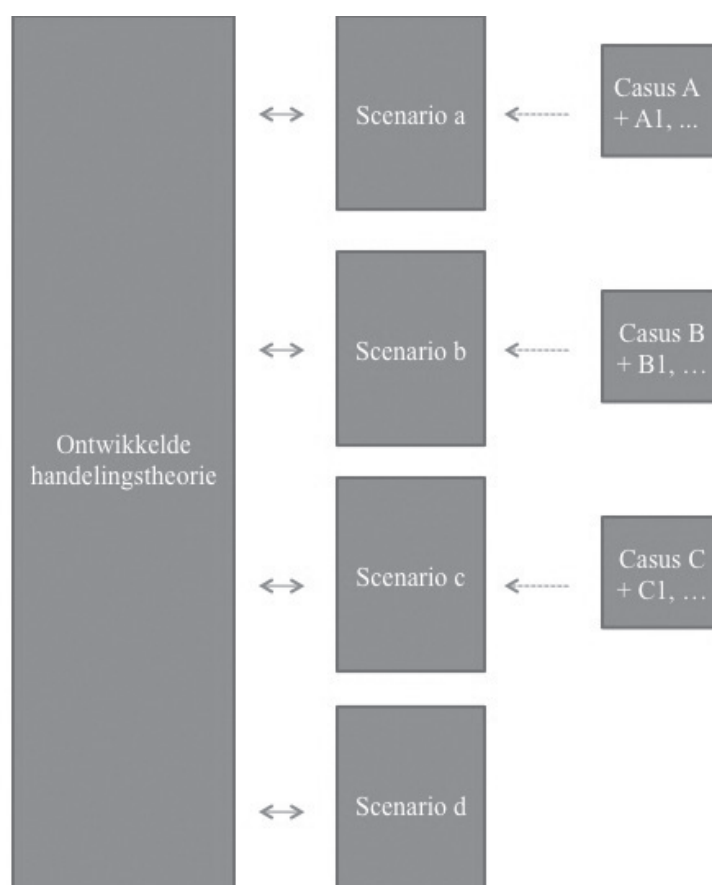 Ontwikkelde
handelingstheorie
Scenario a
Casus A
+ A1, ...
Scenario b
Casus B
+ B1, ...
Scenario c
Casus C
+ C1, ...
Scenario d